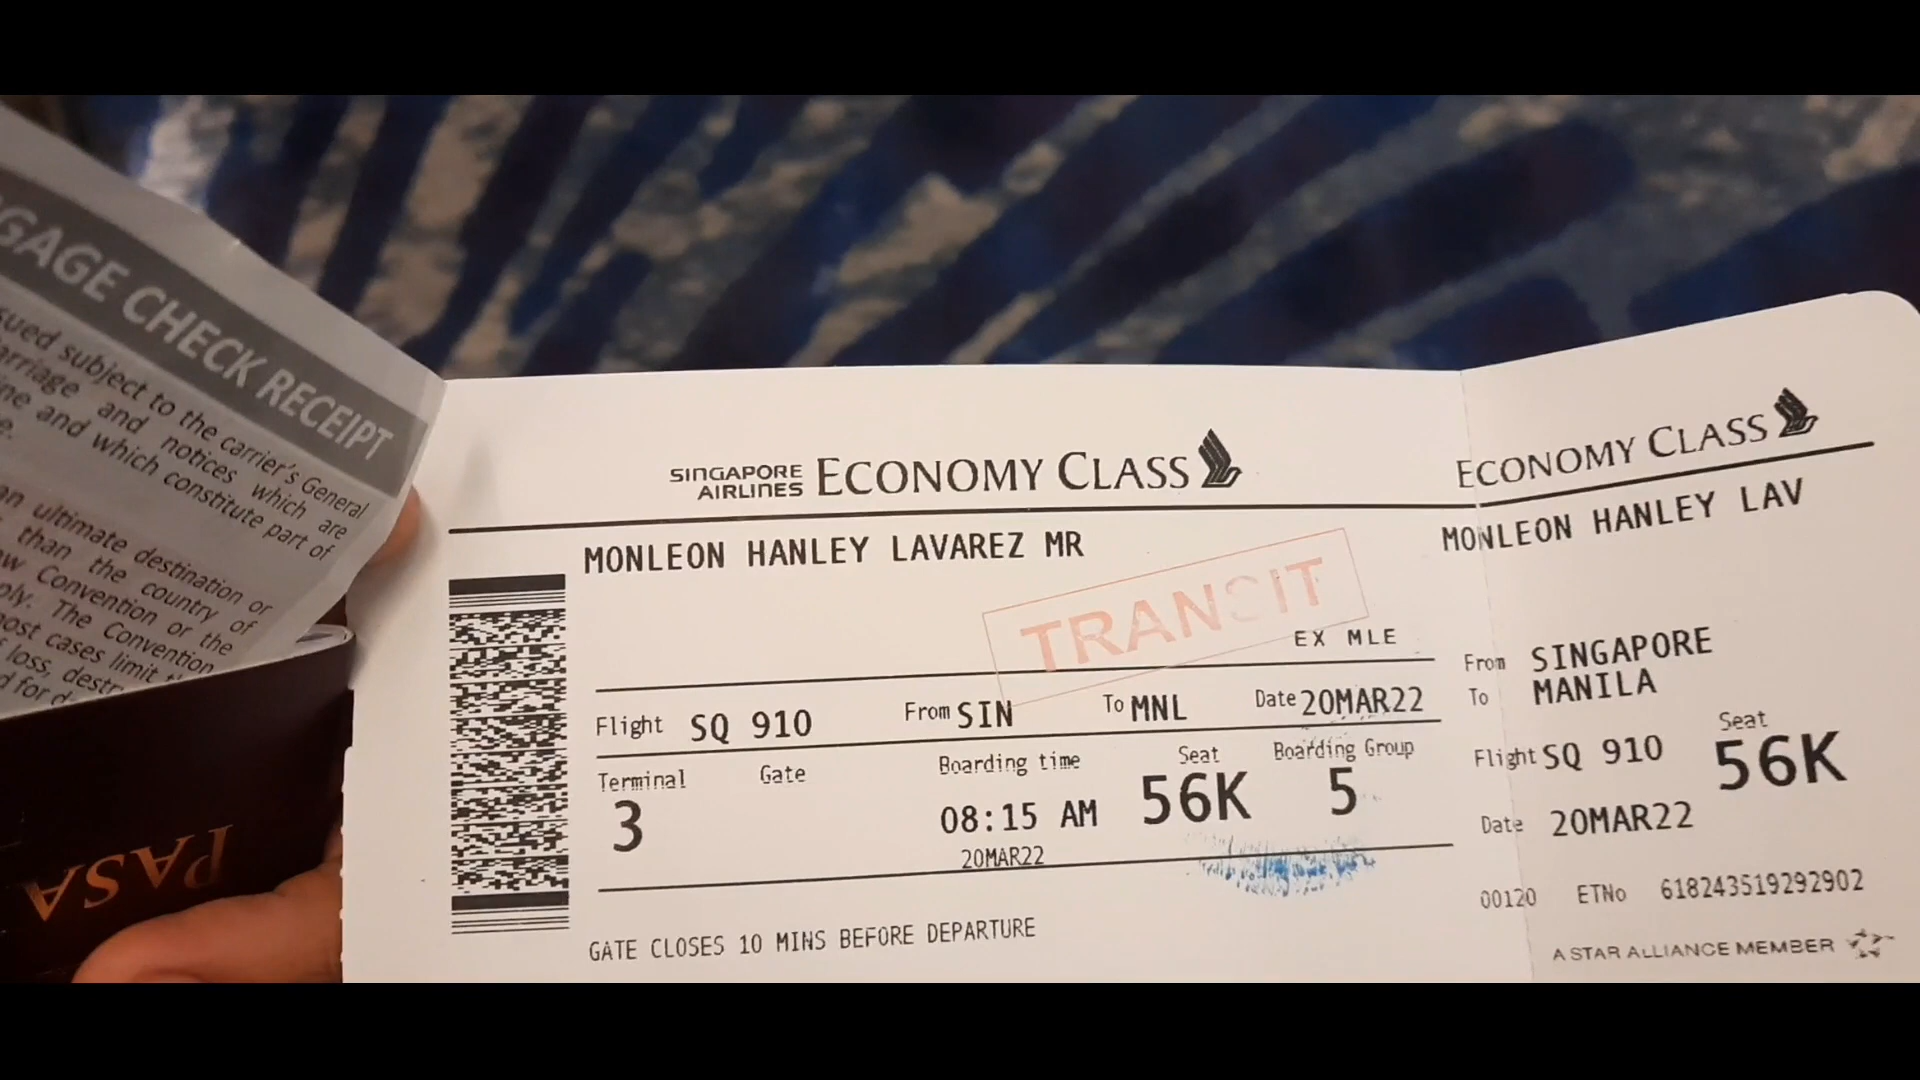 GAGE CHECK RECEIPT
sued subject to the carrier's General
arriage and notices which are
ne and which constitute part of
e.
an ultimate destination or
than the country of
w Convention or the
ply. The Convention
most cases limit
loss, destr
d for d
PASA
SINGAPORE AIRLINES ECONOMY CLASS
MONLEON HANLEY LAVAREZ MR
TRANSIT
EX MLE
Flight SQ 910 From SIN To MNL Date 20MAR22
Terminal Gate Boarding time Seat Boarding Group
3 08:15 AM 56K 5
20MAR22
GATE CLOSES 10 MINS BEFORE DEPARTURE
ECONOMY CLASS
MONLEON HANLEY LAV
From SINGAPORE
To MANILA
Seat
Flight SQ 910 56K
Date 20MAR22
00120 ETNo 618243519292902
A STAR ALLIANCE MEMBER